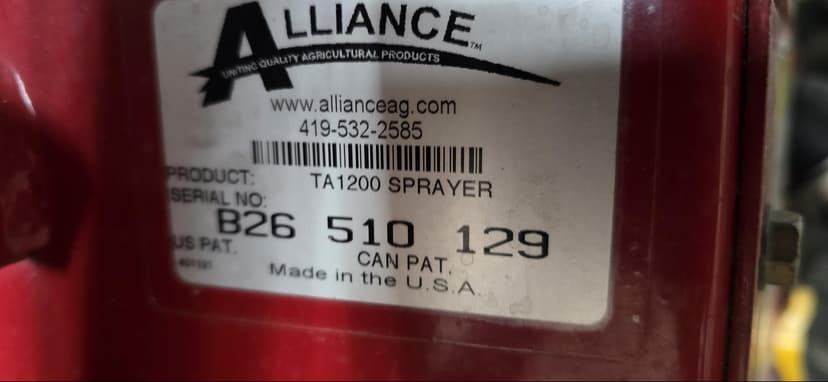 ALLIANCE™
UNITING QUALITY AGRICULTURAL PRODUCTS
www.allianceag.com
419-532-2585
PRODUCT: TA1200 SPRAYER
SERIAL NO:
B26 510 129
US PAT. CAN PAT.
Made in the U.S.A.